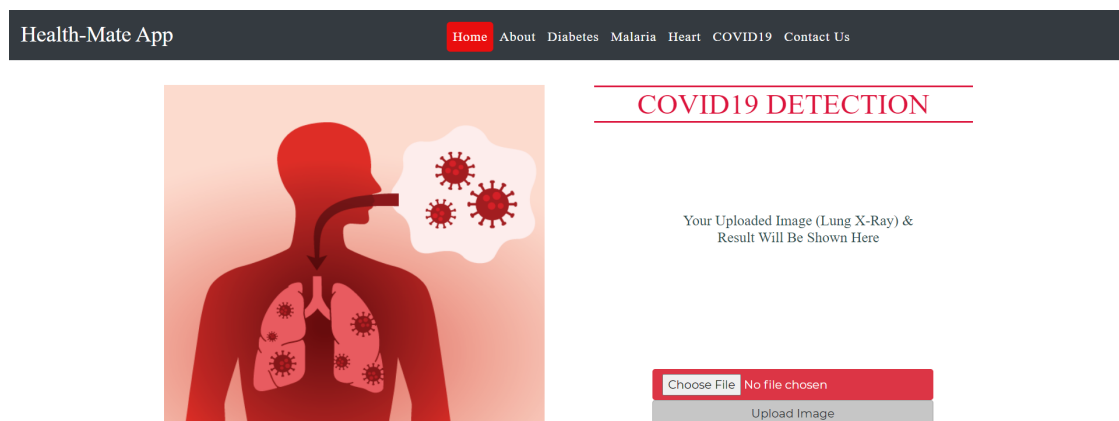 Health-Mate App
Home About Diabetes Malaria Heart COVID19 Contact Us
COVID19 DETECTION
Your Uploaded Image (Lung X-Ray) &
Result Will Be Shown Here
Choose File No file chosen
Upload Image